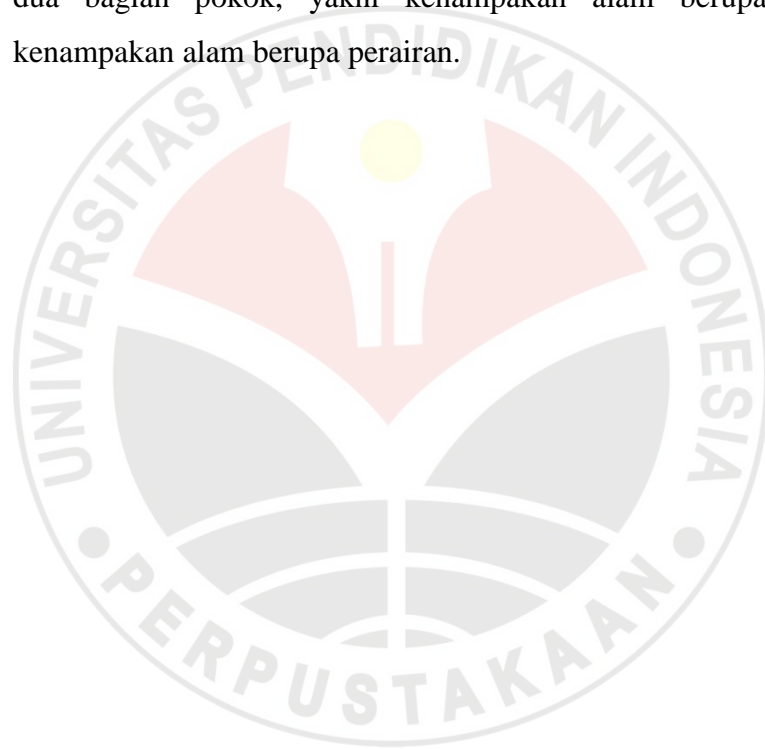 dua bagian pokok, yakni kenampakan alam berupa
kenampakan alam berupa perairan.
UNIVERSITAS PENDIDIKAN INDONESIA
PERPUSTAKAAN